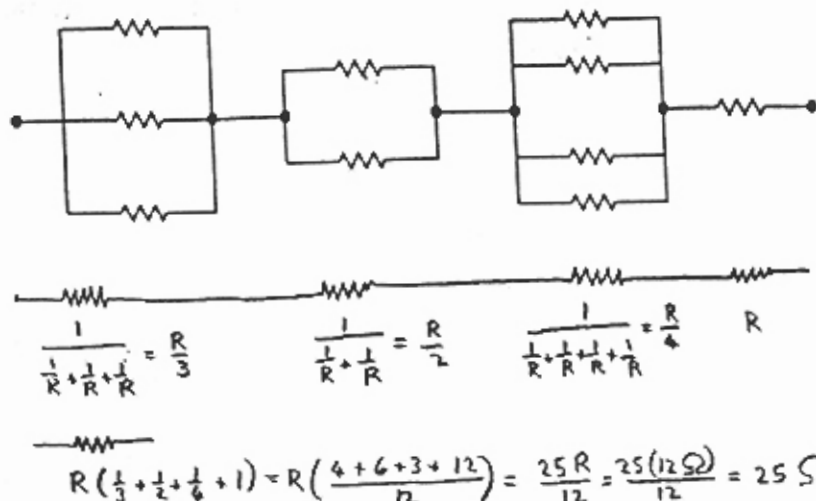 1/(1/R + 1/R + 1/R) = R/3    1/(1/R + 1/R) = R/2    1/(1/R + 1/R + 1/R + 1/R) = R/4    R
R(1/3 + 1/2 + 1/4 + 1) = R((4 + 6 + 3 + 12)/12) = 25R/12 = 25(12Ω)/12 = 25 Ω